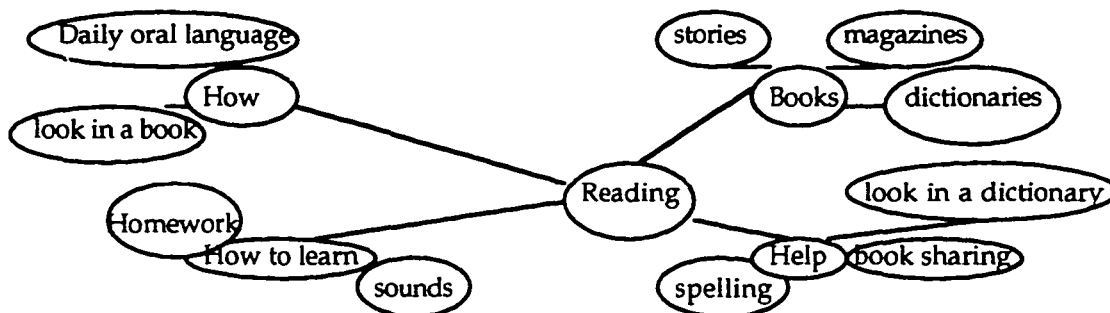 Daily oral language
How
look in a book
stories
magazines
Books
dictionaries
Reading
Homework
How to learn
sounds
look in a dictionary
Help
book sharing
spelling